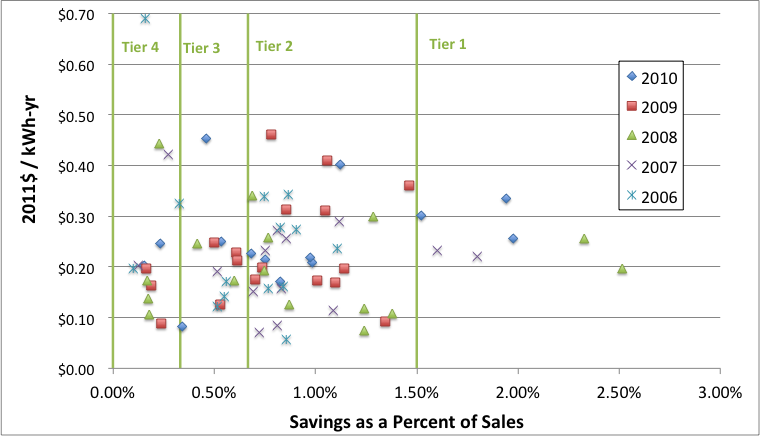 $0.70
$0.60
$0.50
$0.40
$0.30
$0.20
$0.10
$0.00
2011$ / kWh-yr
Tier 4
Tier 3
Tier 2
Tier 1
2010
2009
2008
2007
2006
0.00% 0.50% 1.00% 1.50% 2.00% 2.50% 3.00%
Savings as a Percent of Sales